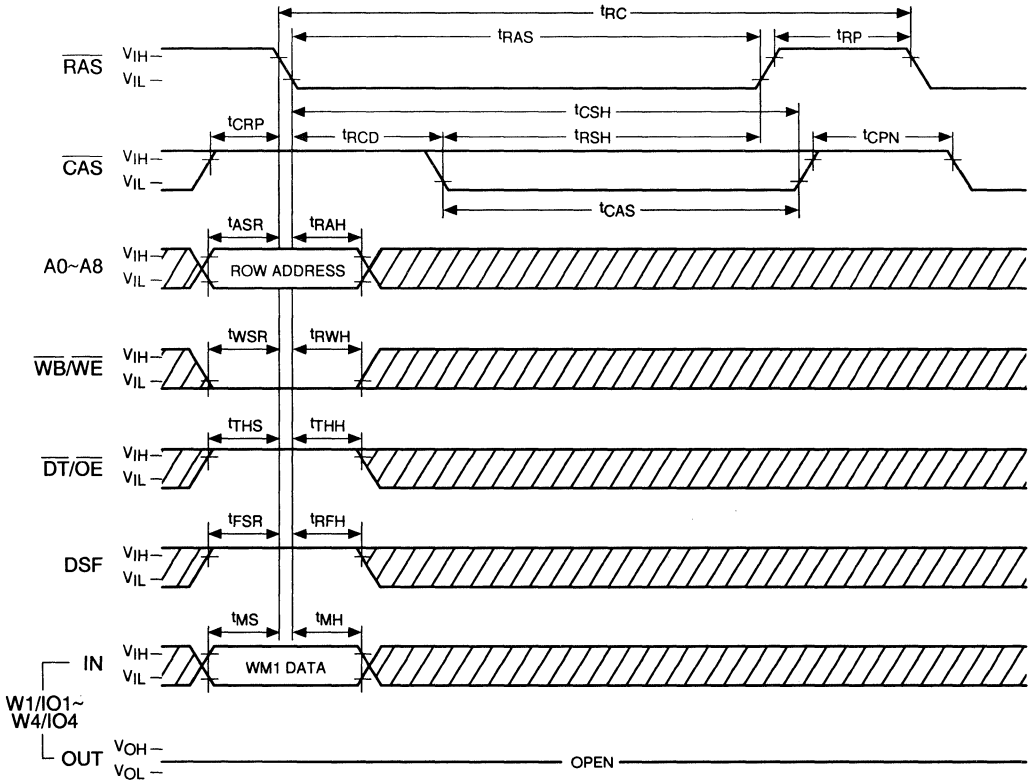 tRC
tRAS
tRP
RAS
VIH
VIL
tCSH
tCRP
tRCD
tRSH
tCPN
CAS
VIH
VIL
tCAS
tASR
tRAH
A0~A8
VIH
VIL
ROW ADDRESS
tWSR
tRWH
WB/WE
VIH
VIL
tTHS
tTHH
DT/OE
VIH
VIL
tFSR
tRFH
DSF
VIH
VIL
tMS
tMH
IN
VIH
VIL
WM1 DATA
W1/IO1~
W4/IO4
OUT
VOH
VOL
OPEN